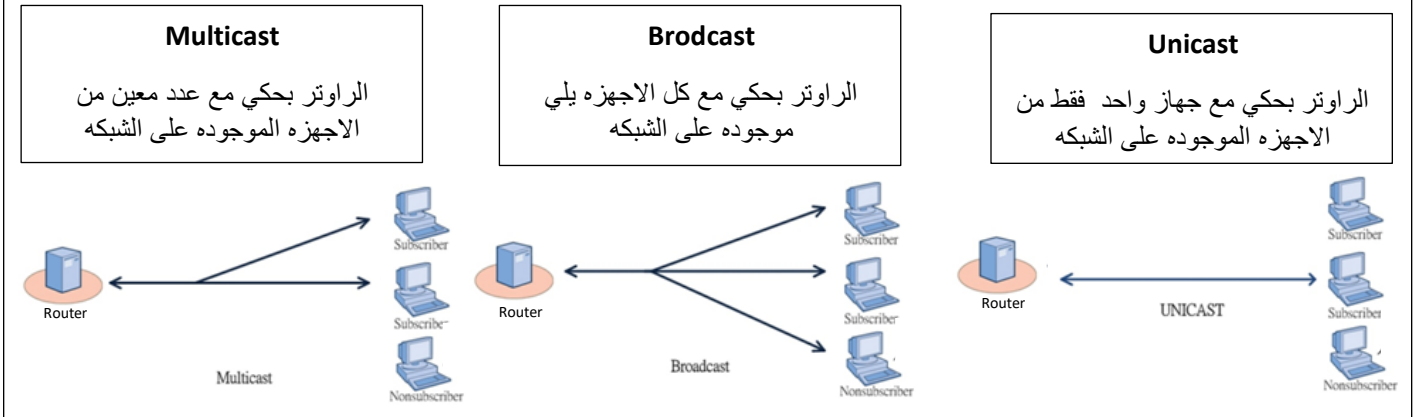 Multicast
الراوتر بحكي مع عدد معين من
الاجهزه الموجوده على الشبكه
Brodcast
الراوتر بحكي مع كل الاجهزه يلي
موجوده على الشبكه
Unicast
الراوتر بحكي مع جهاز واحد فقط من
الاجهزه الموجوده على الشبكه
Subscriber
Router
Subscriber
Multicast
Nonsubscriber
Subscriber
Router
Subscriber
Broadcast
Nonsubscriber
Subscriber
Router
UNICAST
Subscriber
Nonsubscriber